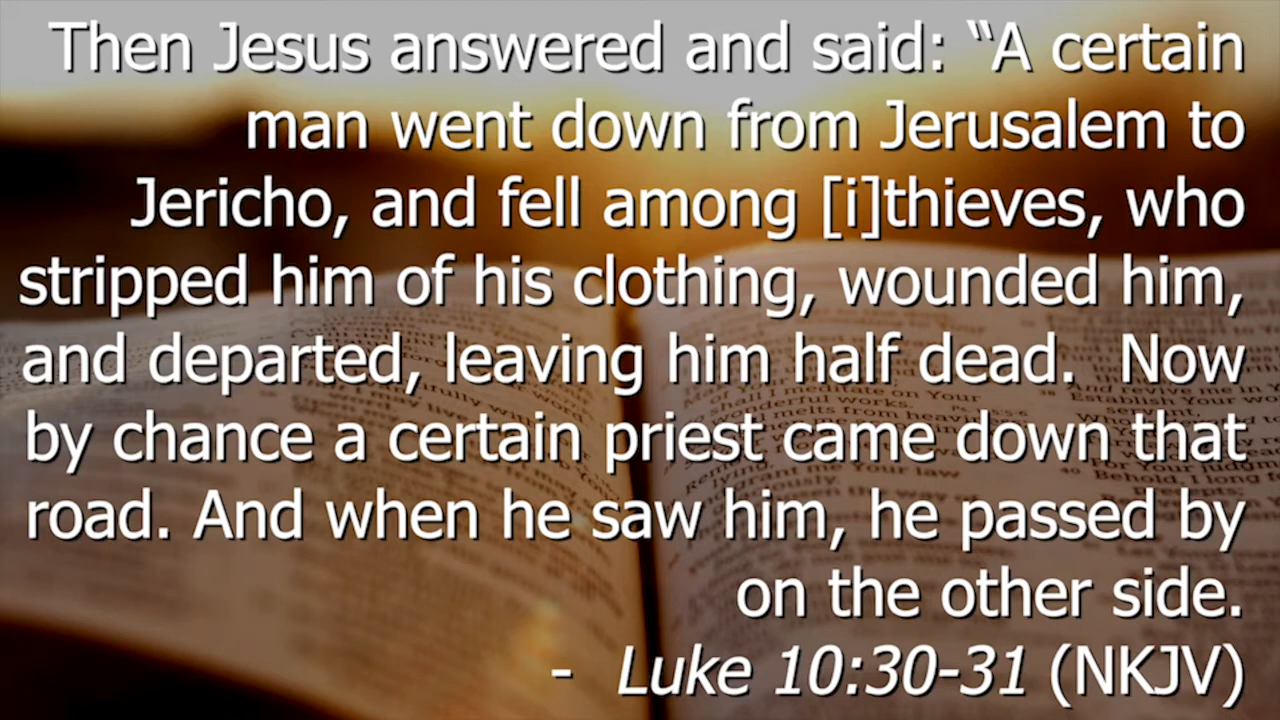 Then Jesus answered and said: “A certain
man went down from Jerusalem to
Jericho, and fell among [i]thieves, who
stripped him of his clothing, wounded him,
and departed, leaving him half dead.  Now
by chance a certain priest came down that
road. And when he saw him, he passed by
on the other side.
-  Luke 10:30-31 (NKJV)